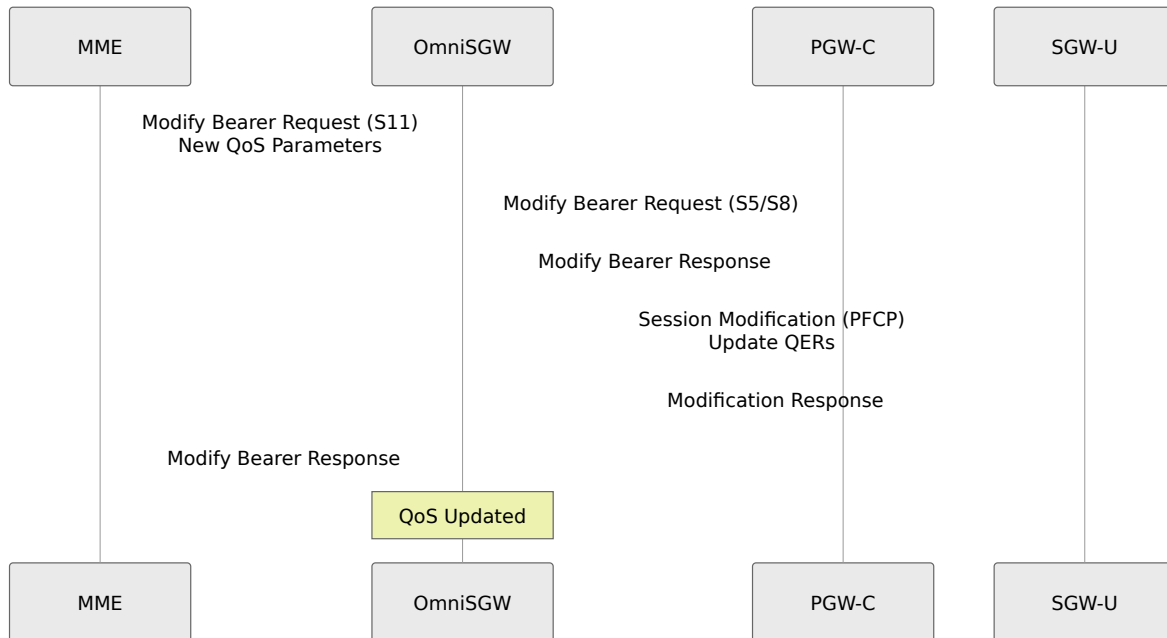 MME
OmniSGW
PGW-C
SGW-U
Modify Bearer Request (S11)
New QoS Parameters
Modify Bearer Request (S5/S8)
Modify Bearer Response
Session Modification (PFCP)
Update QERs
Modification Response
Modify Bearer Response
QoS Updated
MME
OmniSGW
PGW-C
SGW-U